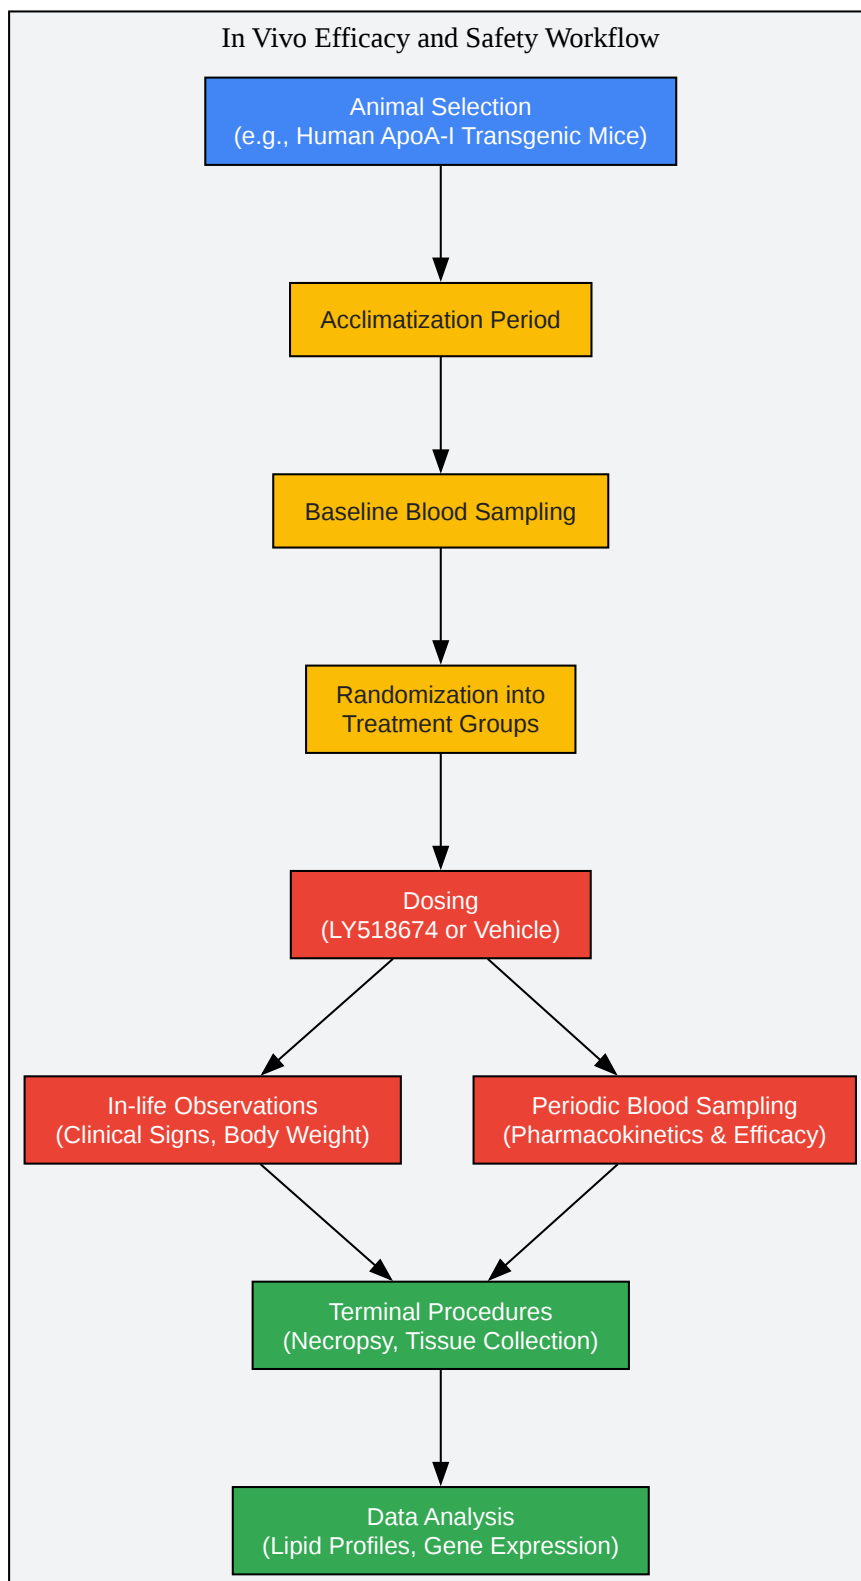 In Vivo Efficacy and Safety Workflow
Animal Selection
(e.g., Human ApoA-I Transgenic Mice)
Acclimatization Period
Baseline Blood Sampling
Randomization into
Treatment Groups
Dosing
(LY518674 or Vehicle)
In-life Observations
(Clinical Signs, Body Weight)
Periodic Blood Sampling
(Pharmacokinetics & Efficacy)
Terminal Procedures
(Necropsy, Tissue Collection)
Data Analysis
(Lipid Profiles, Gene Expression)